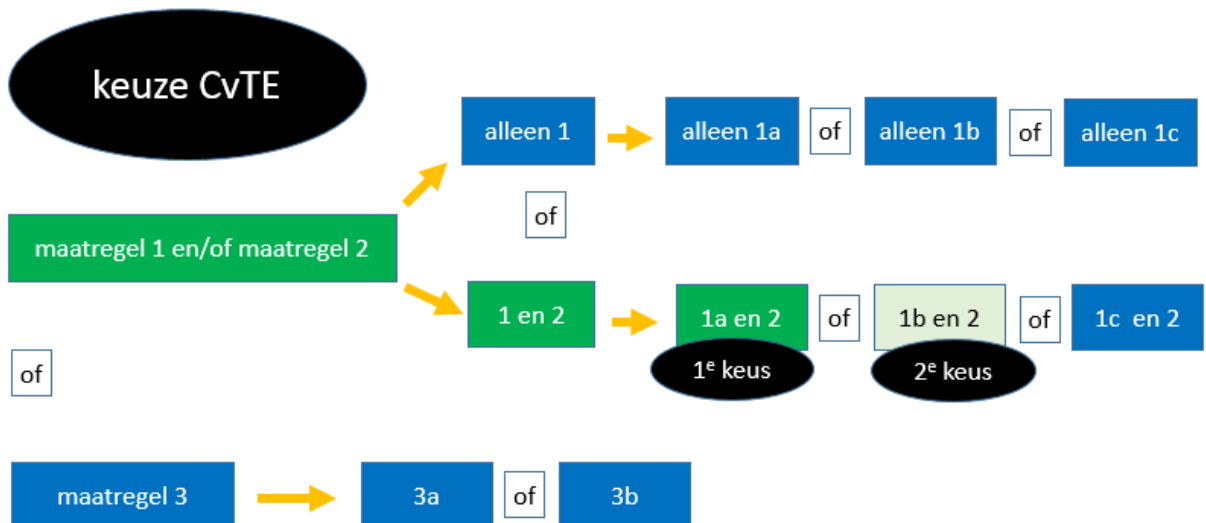 keuze CvTE
alleen 1
alleen 1a
of
alleen 1b
of
alleen 1c
of
maatregel 1 en/of maatregel 2
1 en 2
1a en 2
of
1b en 2
of
1c en 2
1e keus
2e keus
of
maatregel 3
3a
of
3b